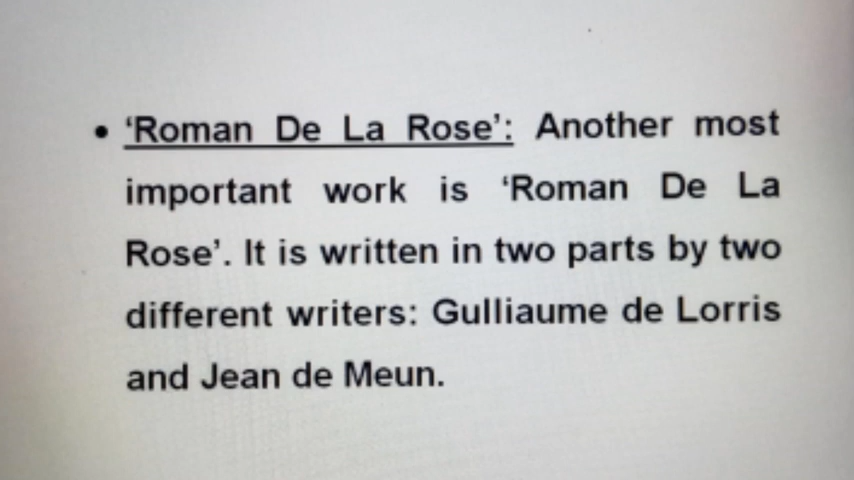 • ‘Roman De La Rose’: Another most
important work is ‘Roman De La
Rose’. It is written in two parts by two
different writers: Gulliaume de Lorris
and Jean de Meun.